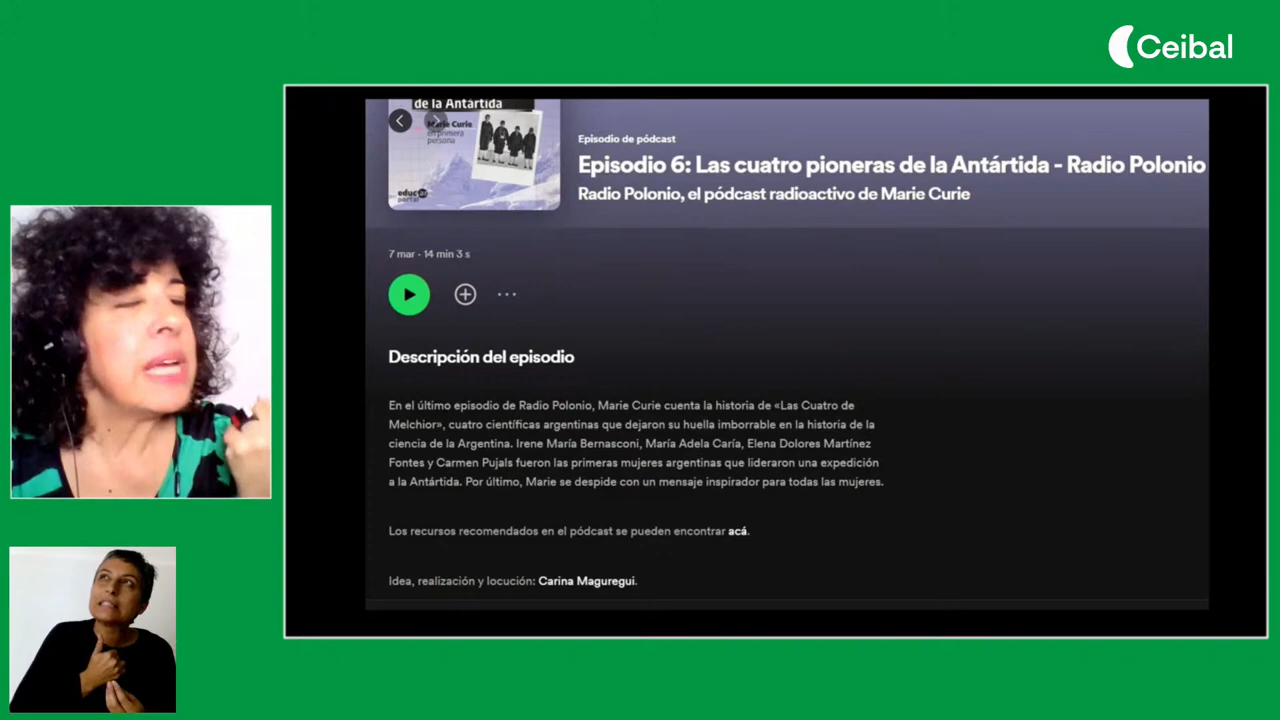 Ceibal
de la Antártida
Marie Curie
en primera
persona
educ.ar
portal
Episodio de pódcast
Episodio 6: Las cuatro pioneras de la Antártida - Radio Polonio
Radio Polonio, el pódcast radioactivo de Marie Curie
7 mar · 14 min 3 s
Descripción del episodio
En el último episodio de Radio Polonio, Marie Curie cuenta la historia de «Las Cuatro de
Melchior», cuatro científicas argentinas que dejaron su huella imborrable en la historia de la
ciencia de la Argentina. Irene María Bernasconi, María Adela Caría, Elena Dolores Martínez
Fontes y Carmen Pujals fueron las primeras mujeres argentinas que lideraron una expedición
a la Antártida. Por último, Marie se despide con un mensaje inspirador para todas las mujeres.
Los recursos recomendados en el pódcast se pueden encontrar acá.
Idea, realización y locución: Carina Maguregui.